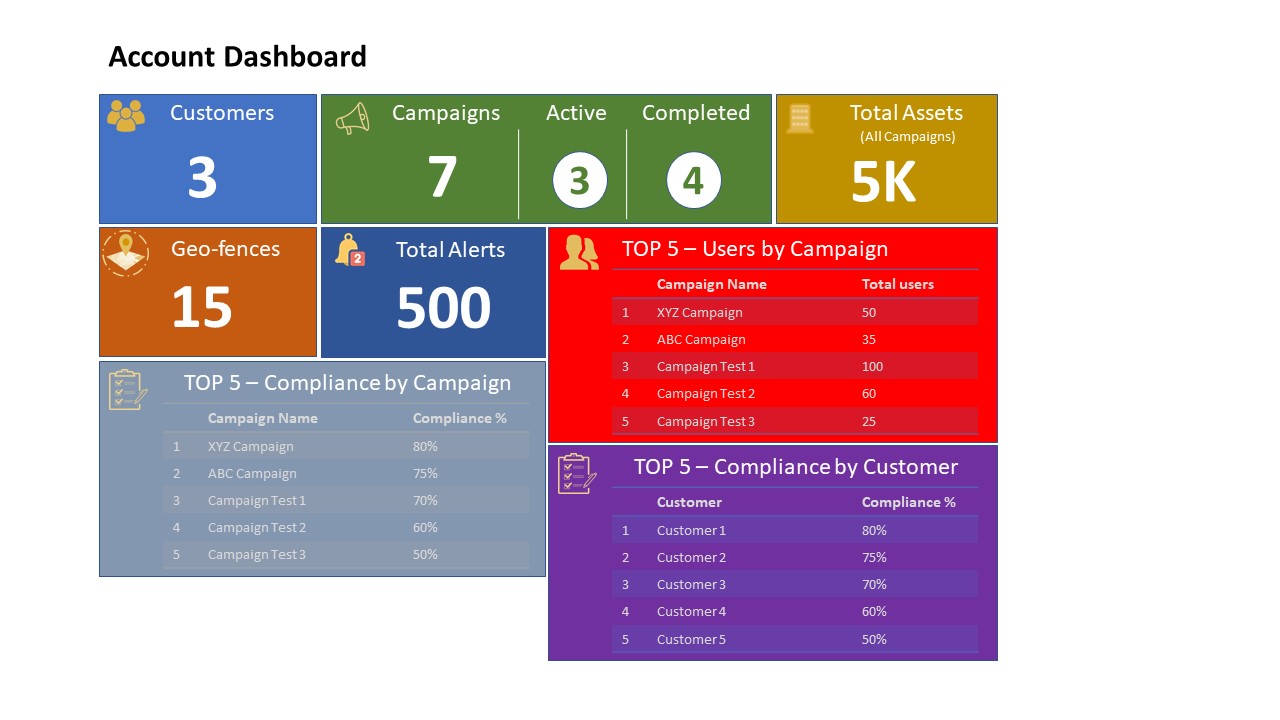 Account Dashboard
Customers
3
Campaigns Active Completed
7 3 4
Total Assets
(All Campaigns)
5K
Geo-fences
15
Total Alerts
2
500
TOP 5 – Users by Campaign
Campaign Name Total users
1 XYZ Campaign 50
2 ABC Campaign 35
3 Campaign Test 1 100
4 Campaign Test 2 60
5 Campaign Test 3 25
TOP 5 – Compliance by Campaign
Campaign Name Compliance %
1 XYZ Campaign 80%
2 ABC Campaign 75%
3 Campaign Test 1 70%
4 Campaign Test 2 60%
5 Campaign Test 3 50%
TOP 5 – Compliance by Customer
Customer Compliance %
1 Customer 1 80%
2 Customer 2 75%
3 Customer 3 70%
4 Customer 4 60%
5 Customer 5 50%